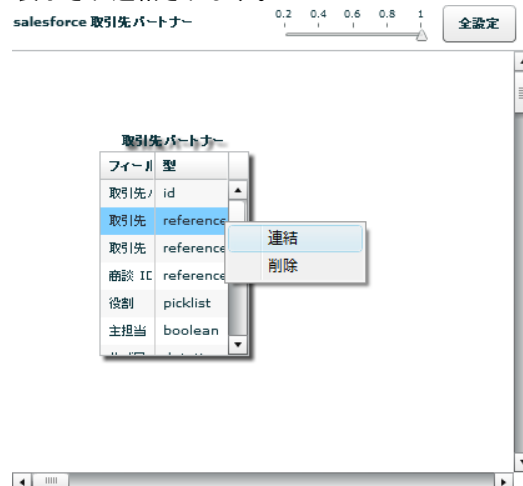 salesforce 取引先パートナー
0.2 0.4 0.6 0.8 1
全設定
取引先パートナー
フィール 型
取引先 id
取引先 reference
取引先 reference
商談 ID reference
役割 picklist
主担当 boolean
連結
削除